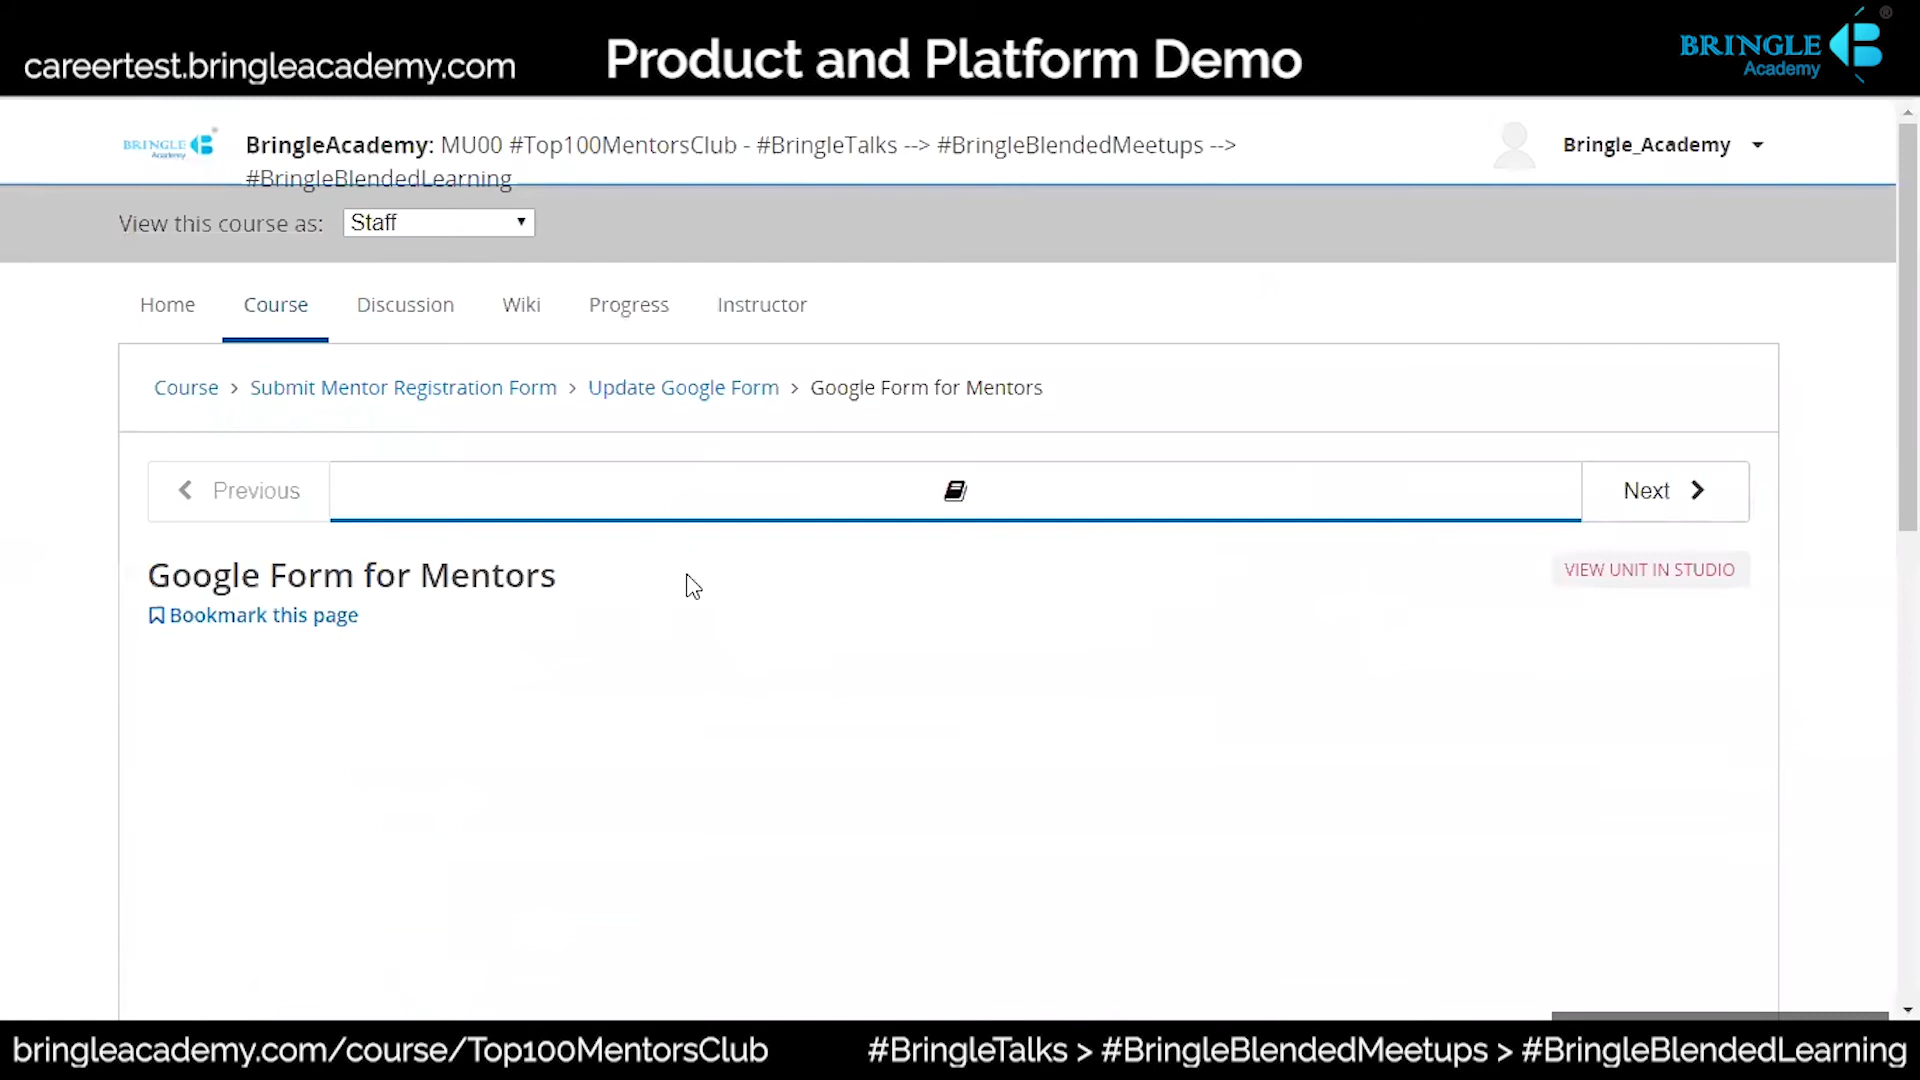 careertest.bringleacademy.com
Product and Platform Demo
BRINGLE
Academy
®
BRINGLE
Academy
BringleAcademy: MU00 #Top100MentorsClub - #BringleTalks --> #BringleBlendedMeetups -->
#BringleBlendedLearning
Bringle_Academy
View this course as: Staff
Home Course Discussion Wiki Progress Instructor
Course > Submit Mentor Registration Form > Update Google Form > Google Form for Mentors
Previous
Next
Google Form for Mentors
VIEW UNIT IN STUDIO
Bookmark this page
bringleacademy.com/course/Top100MentorsClub
#BringleTalks > #BringleBlendedMeetups > #BringleBlendedLearning